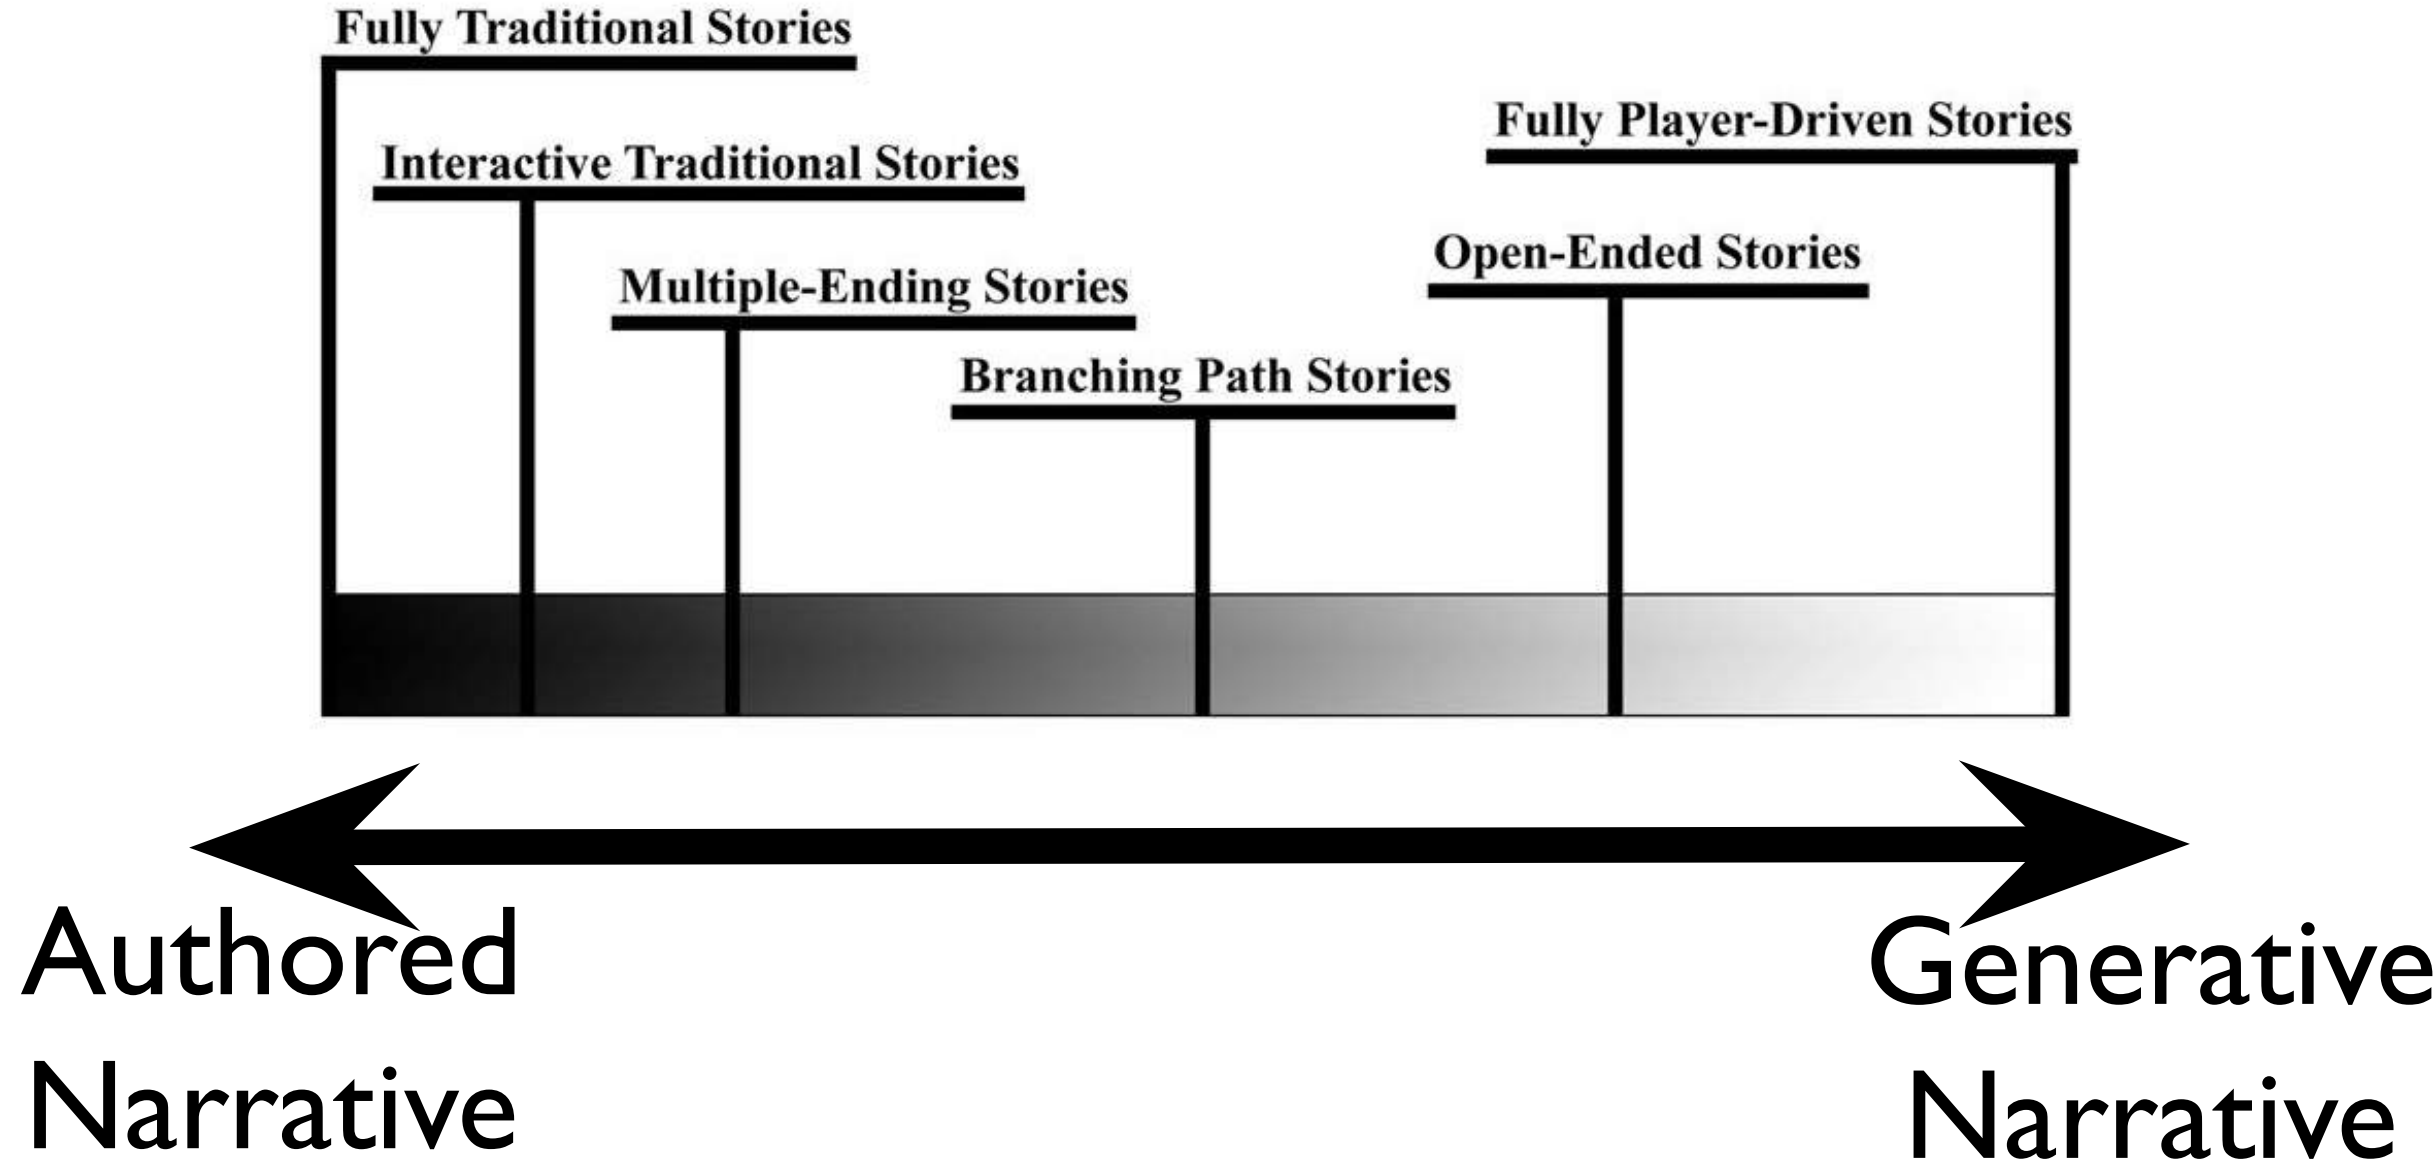 Fully Traditional Stories
Fully Player-Driven Stories
Interactive Traditional Stories
Open-Ended Stories
Multiple-Ending Stories
Branching Path Stories
Authored
Narrative
Generative
Narrative